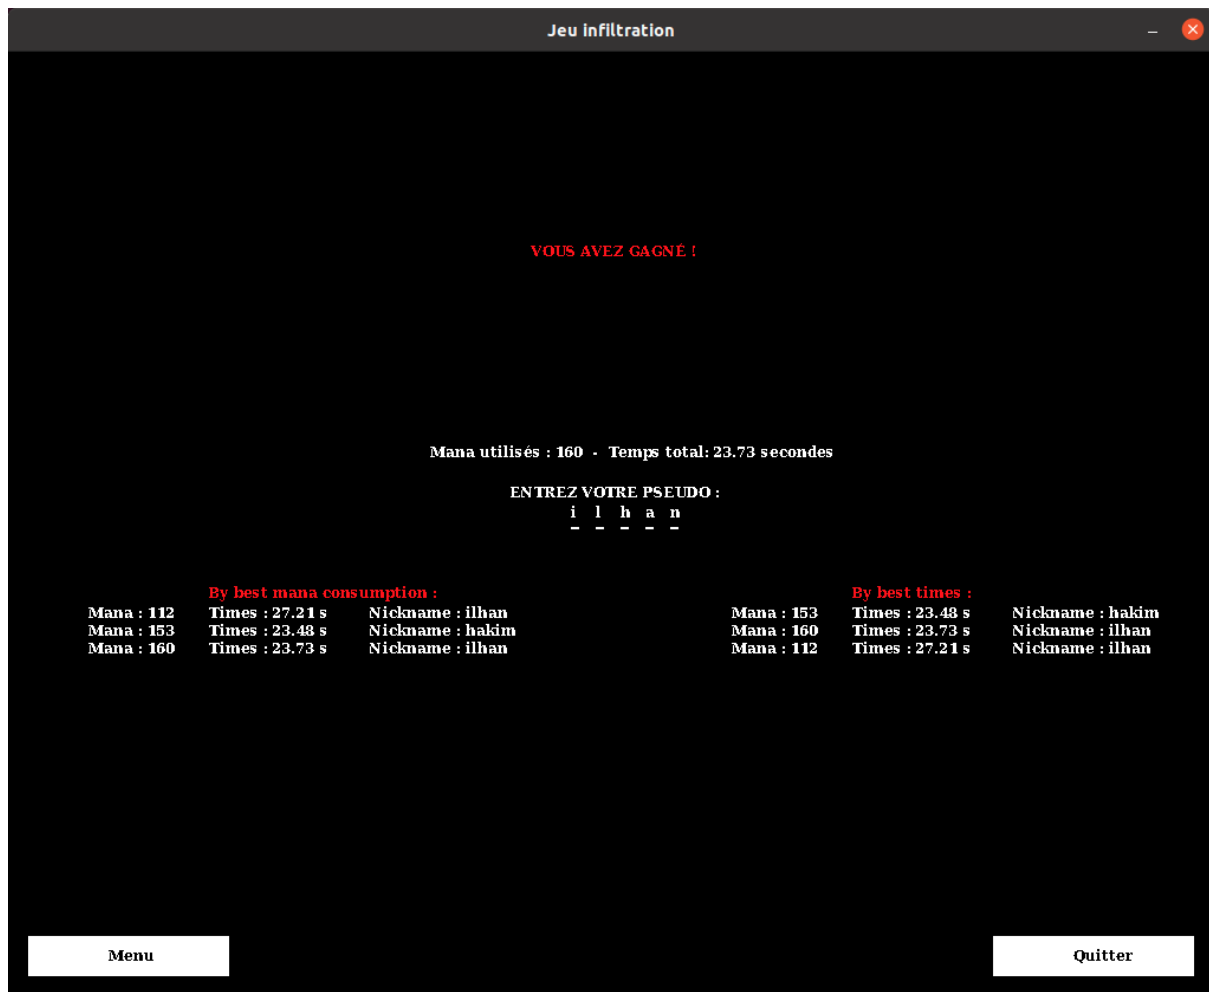 Jeu infiltration
VOUS AVEZ GAGNÉ !
Mana utilisés : 160 - Temps total: 23.73 secondes
ENTREZ VOTRE PSEUDO :
i l h a n
By best mana consumption :
Mana : 112 Times : 27.21 s Nickname : ilhan
Mana : 153 Times : 23.48 s Nickname : hakim
Mana : 160 Times : 23.73 s Nickname : ilhan
By best times :
Mana : 153 Times : 23.48 s Nickname : hakim
Mana : 160 Times : 23.73 s Nickname : ilhan
Mana : 112 Times : 27.21 s Nickname : ilhan
Menu
Quitter